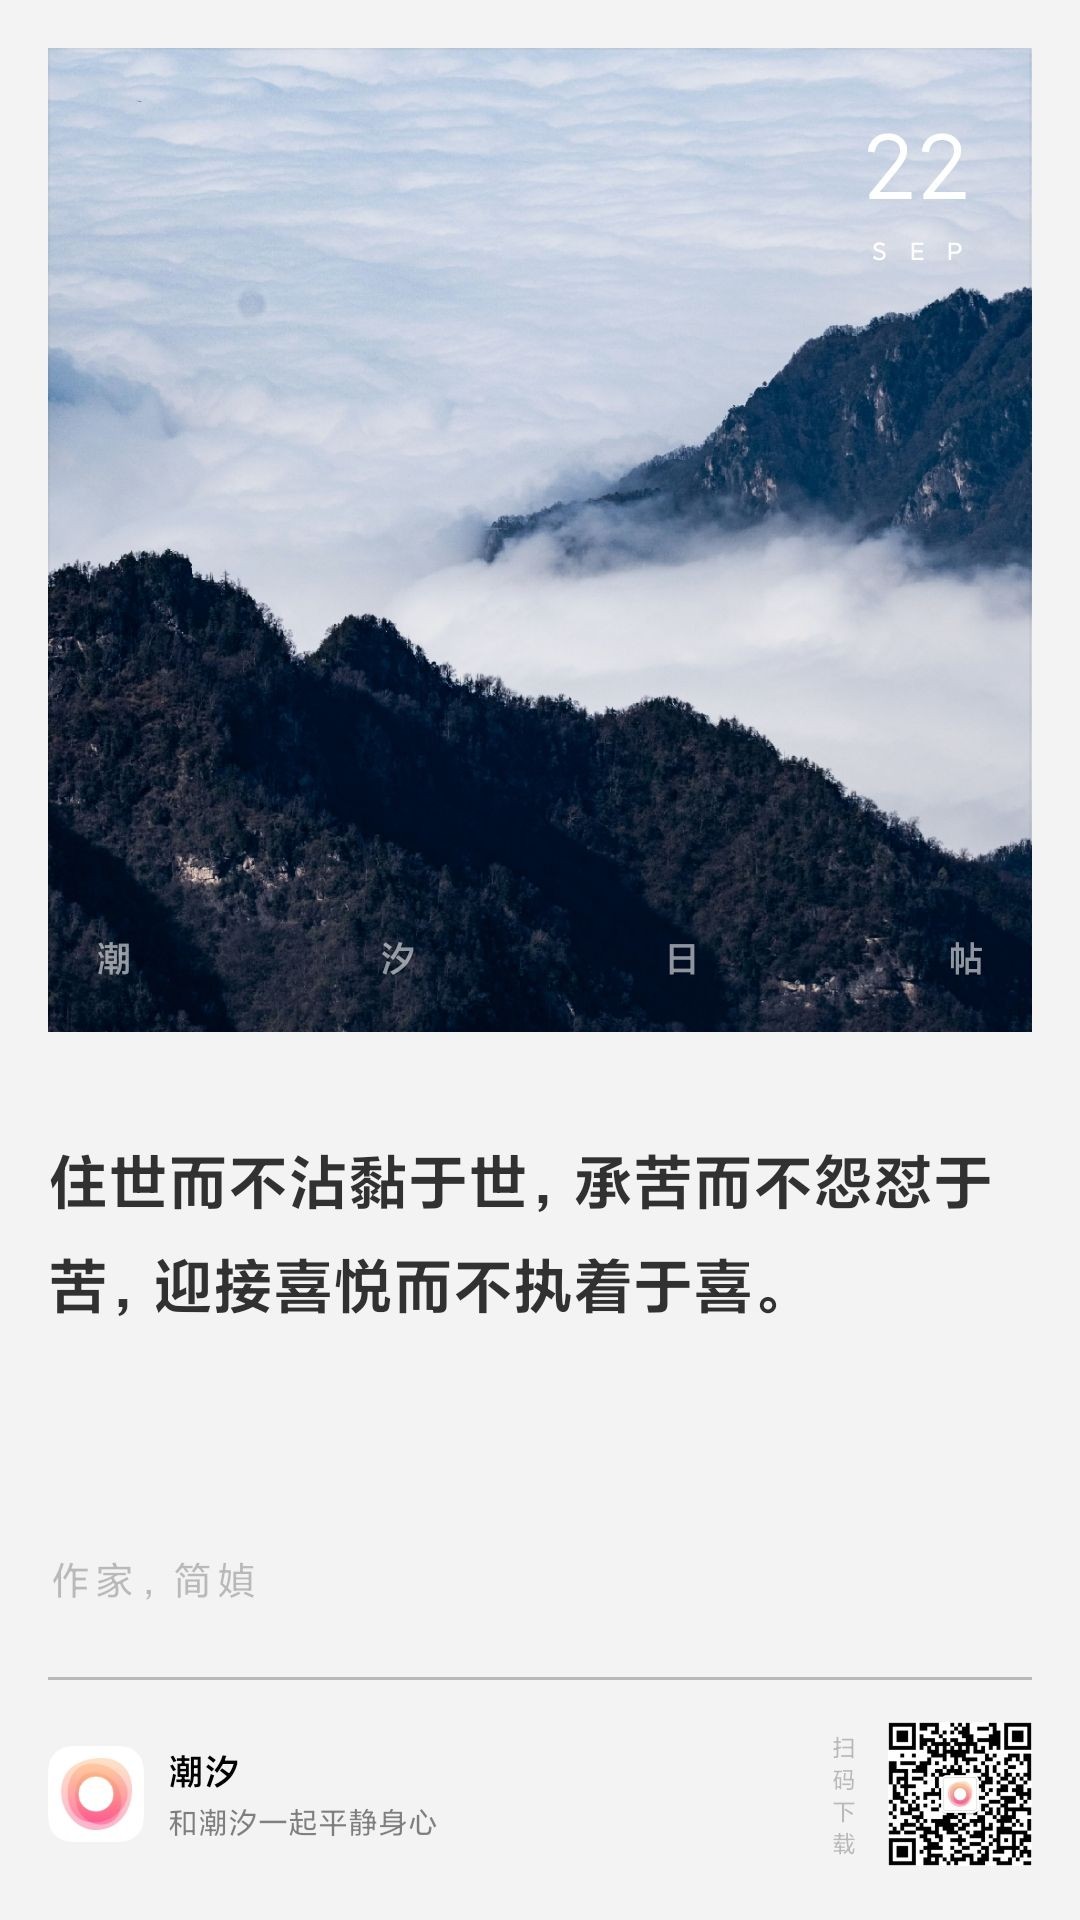 22
SEP
潮汐日帖
住世而不沾黏于世，承苦而不怨怼于
苦，迎接喜悦而不执着于喜。
作家，简媜
潮汐
和潮汐一起平静身心
扫码下载